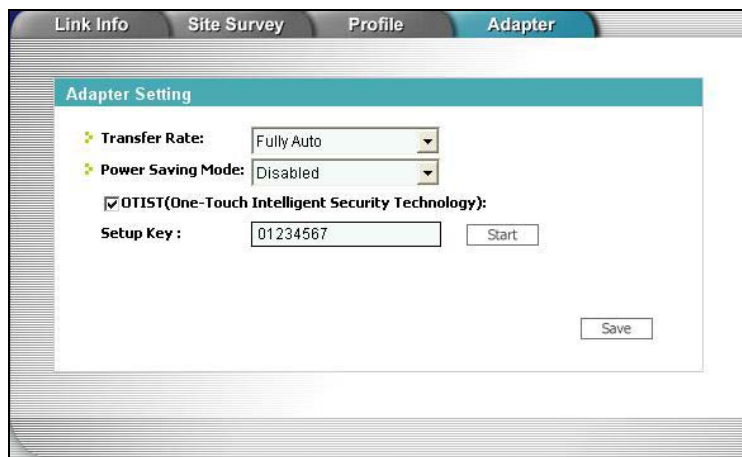 Link Info Site Survey Profile Adapter
Adapter Setting
Transfer Rate: Fully Auto
Power Saving Mode: Disabled
OTIST(One-Touch Intelligent Security Technology):
Setup Key : 01234567 Start
Save